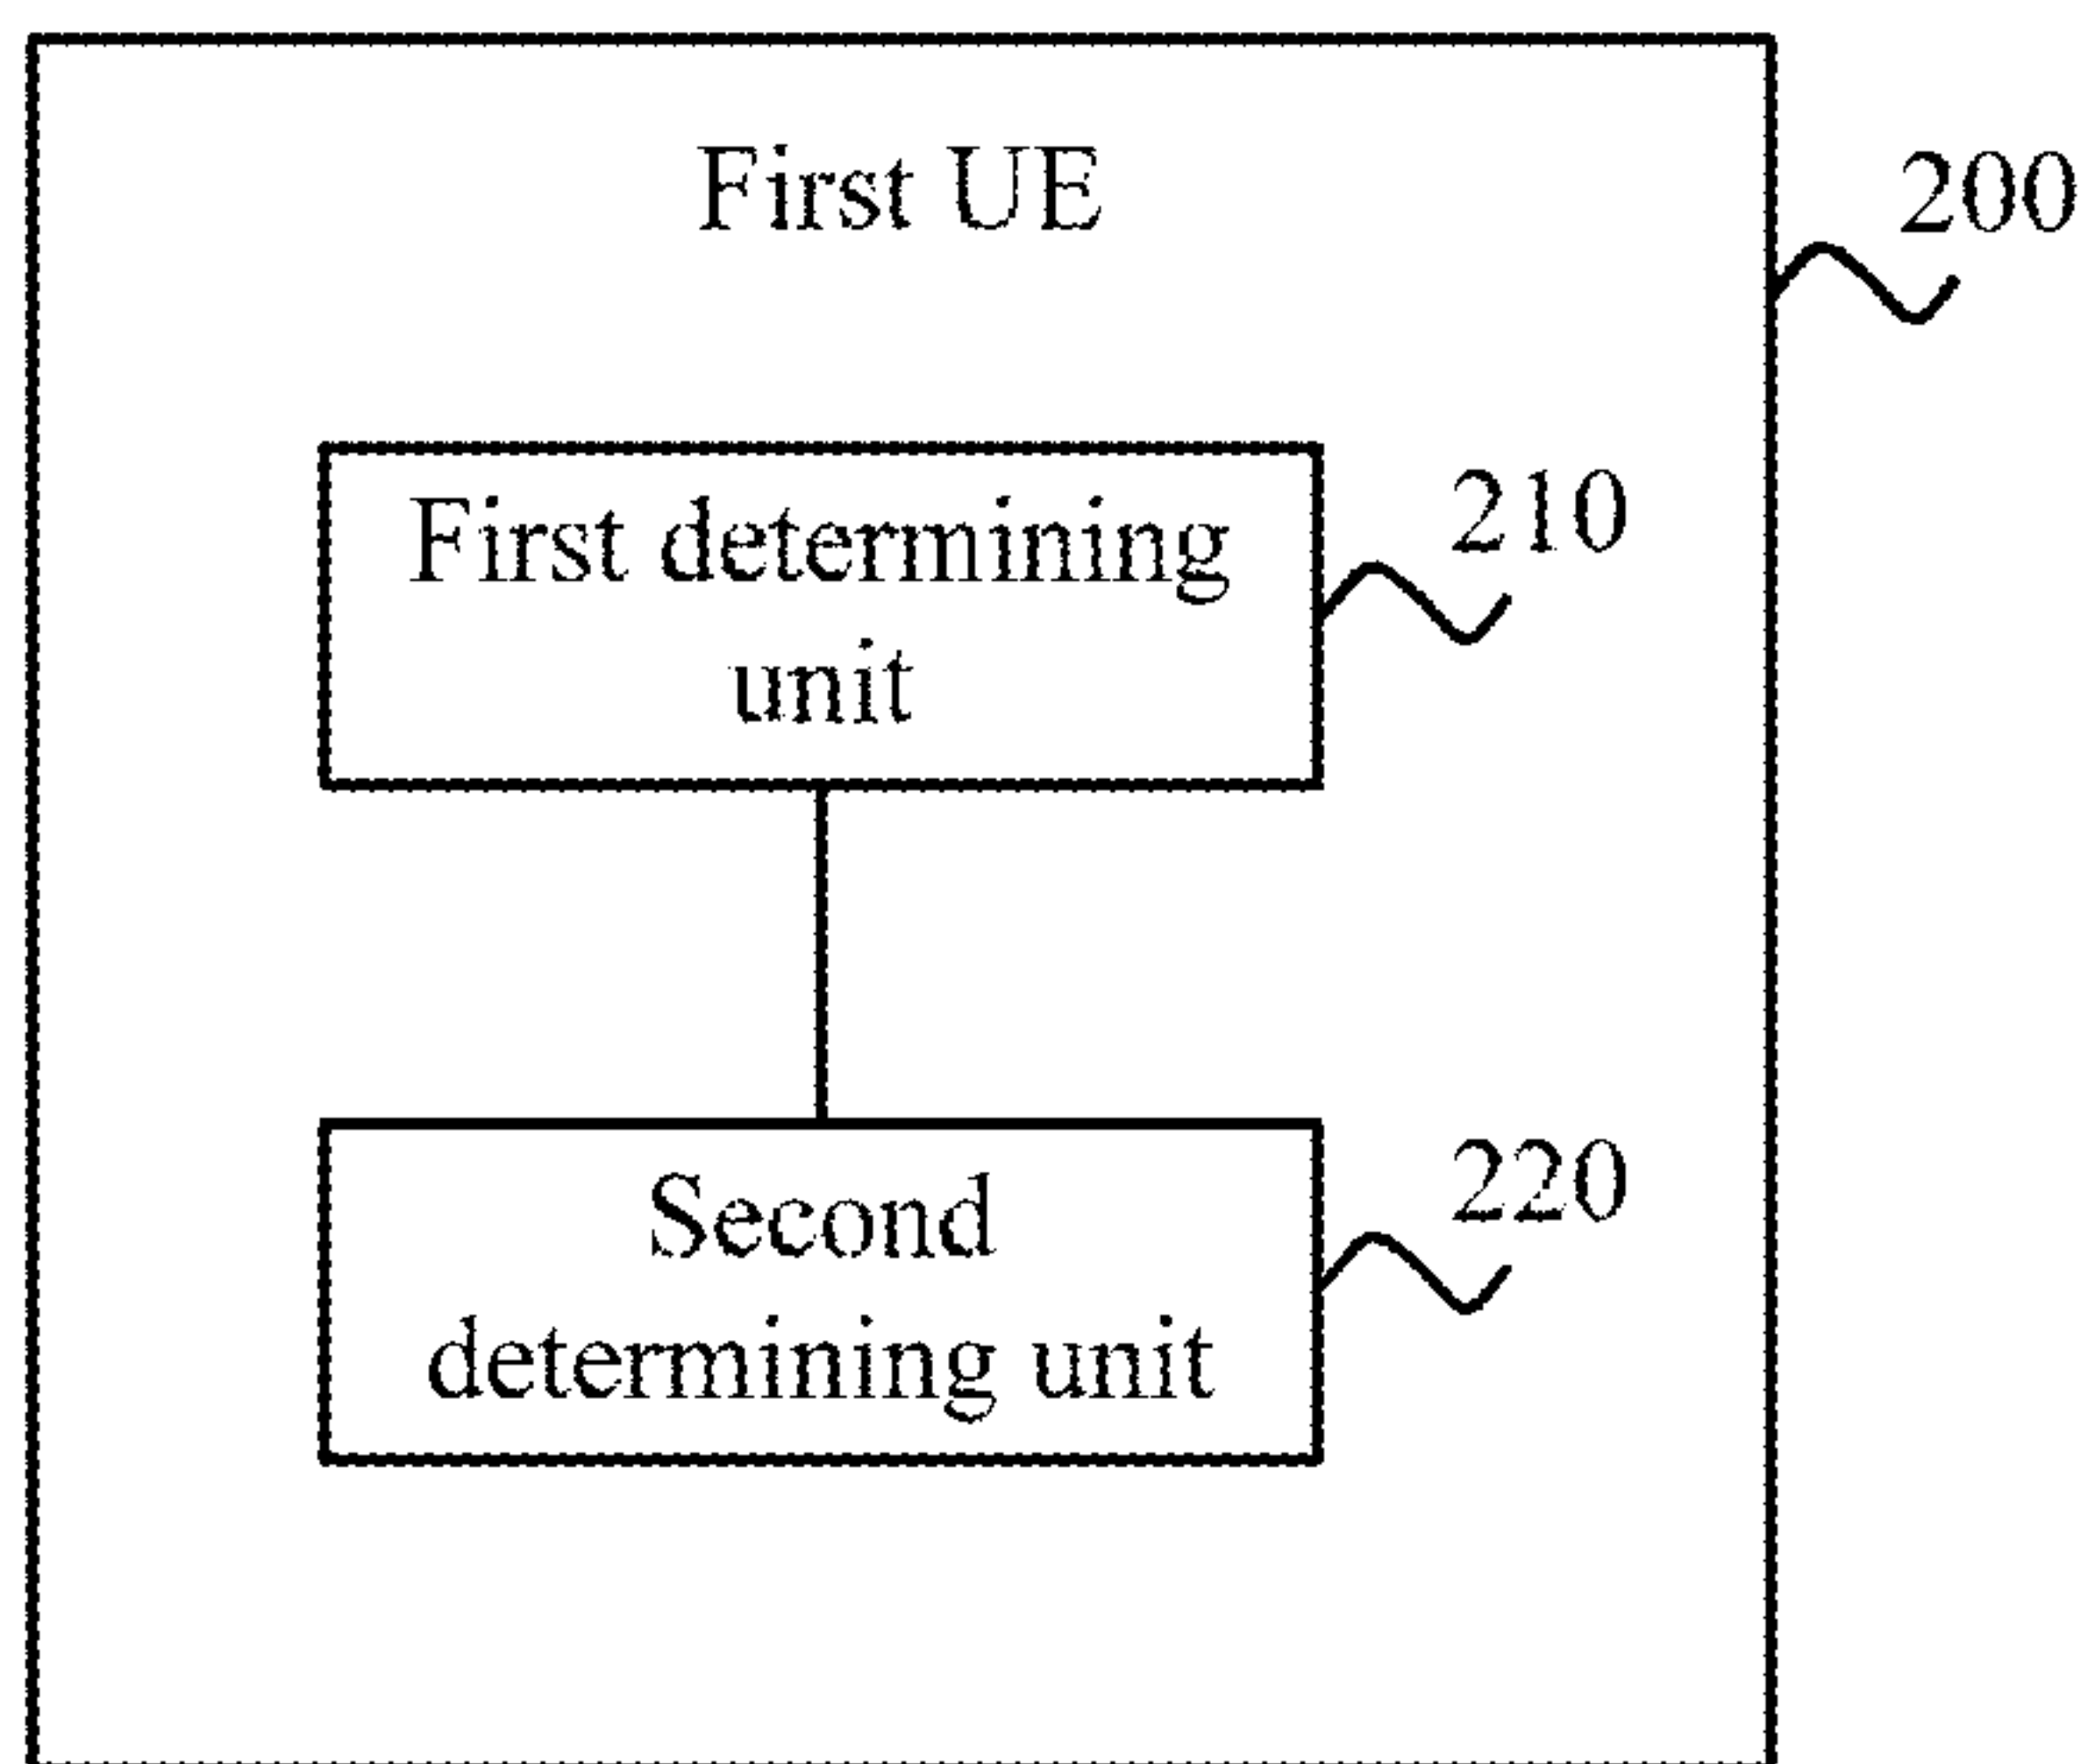 First UE
200
First determining
unit
210
Second
determining unit
220